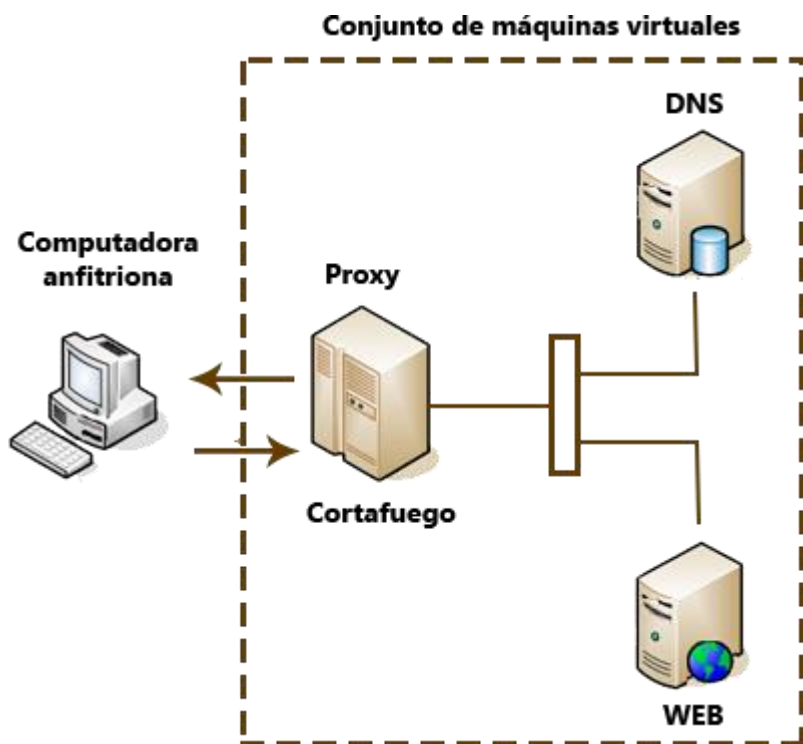 Conjunto de máquinas virtuales
DNS
Computadora
anfitriona
Proxy
Cortafuego
WEB